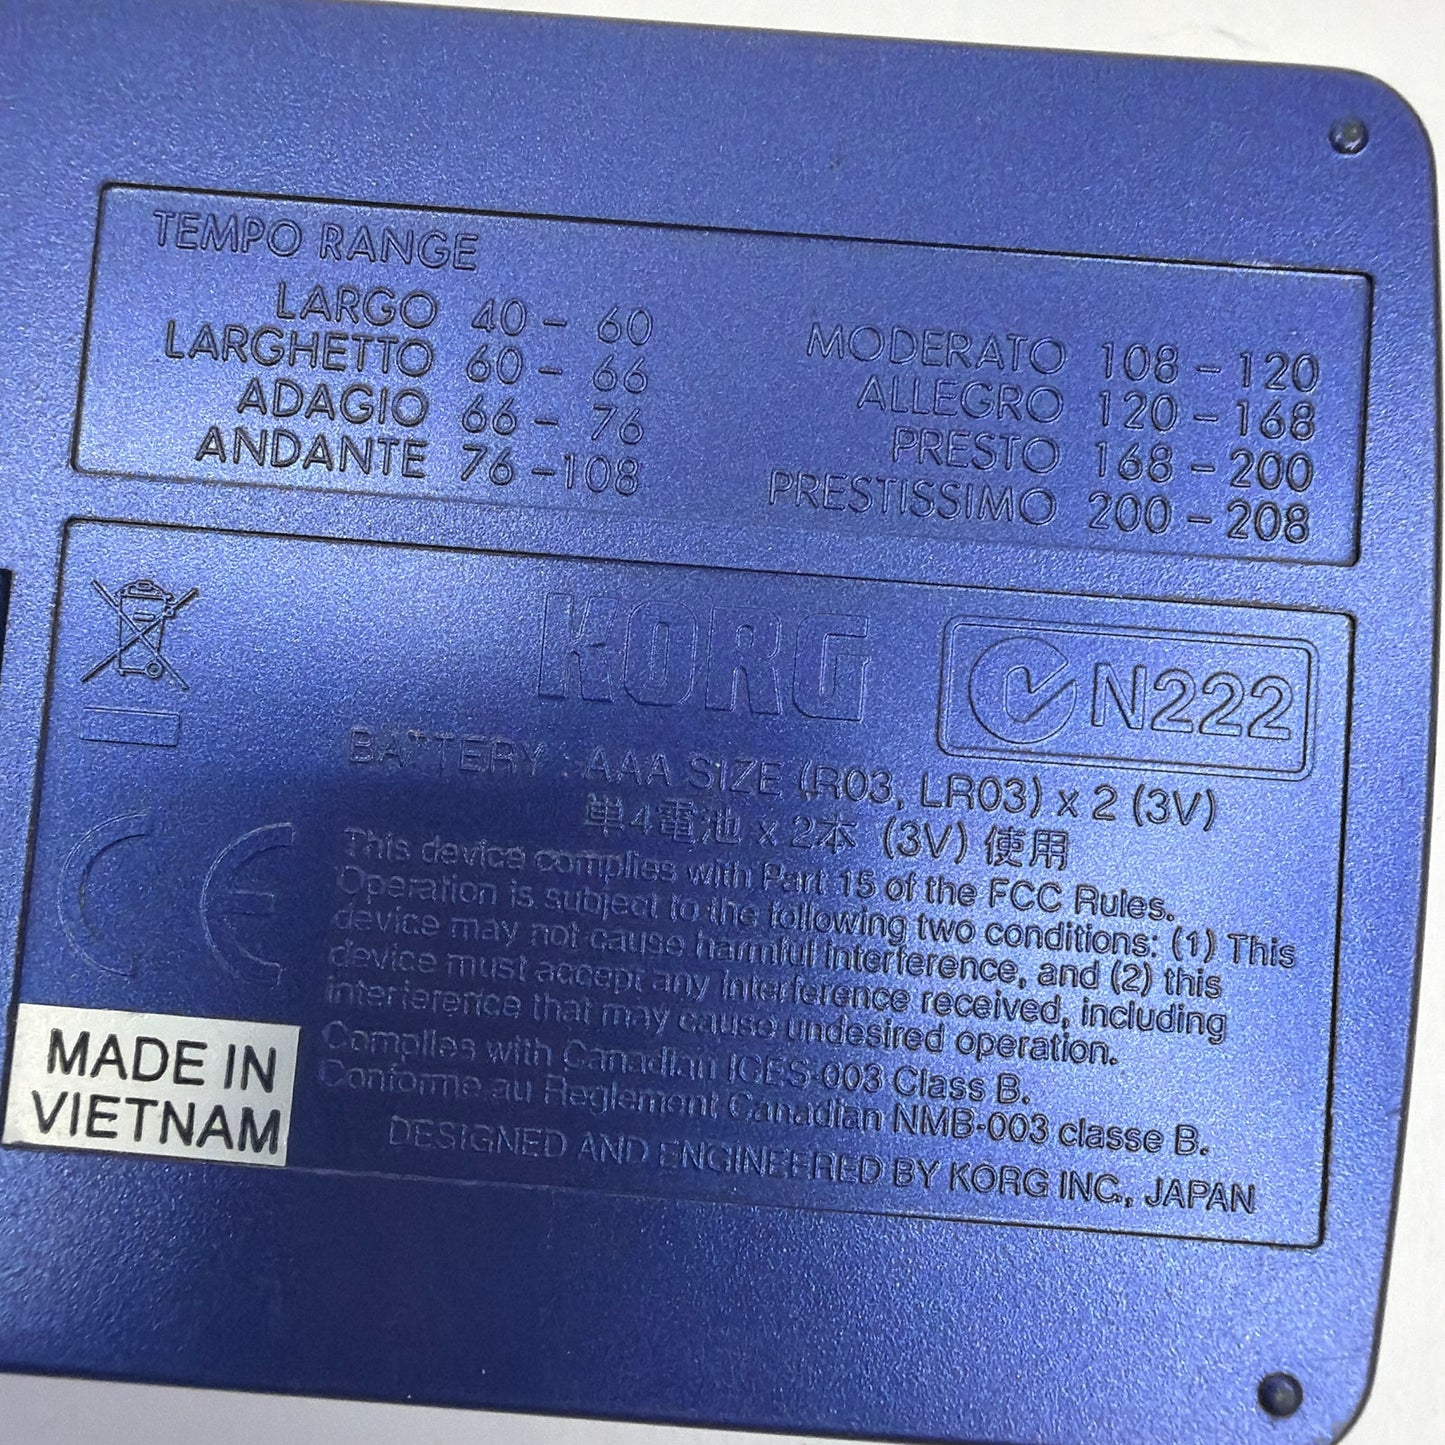 TEMPO RANGE
LARGO 40 - 60
LARGHETTO 60 - 66
ADAGIO 66 - 76
ANDANTE 76 - 108
MODERATO 108 - 120
ALLEGRO 120 - 168
PRESTO 168 - 200
PRESTISSIMO 200 - 208
KORG
N222
BATTERY : AAA SIZE (R03, LR03) x 2 (3V)
単4電池 x 2本 (3V) 使用
This device complies with Part 15 of the FCC Rules.
Operation is subject to the following two conditions: (1) This
device may not cause harmful interference, and (2) this
device must accept any interference received, including
interference that may cause undesired operation.
Complies with Canadian ICES-003 Class B.
Conforme au Reglement Canadian NMB-003 classe B.
DESIGNED AND ENGINEERED BY KORG INC., JAPAN
CE
MADE IN
VIETNAM